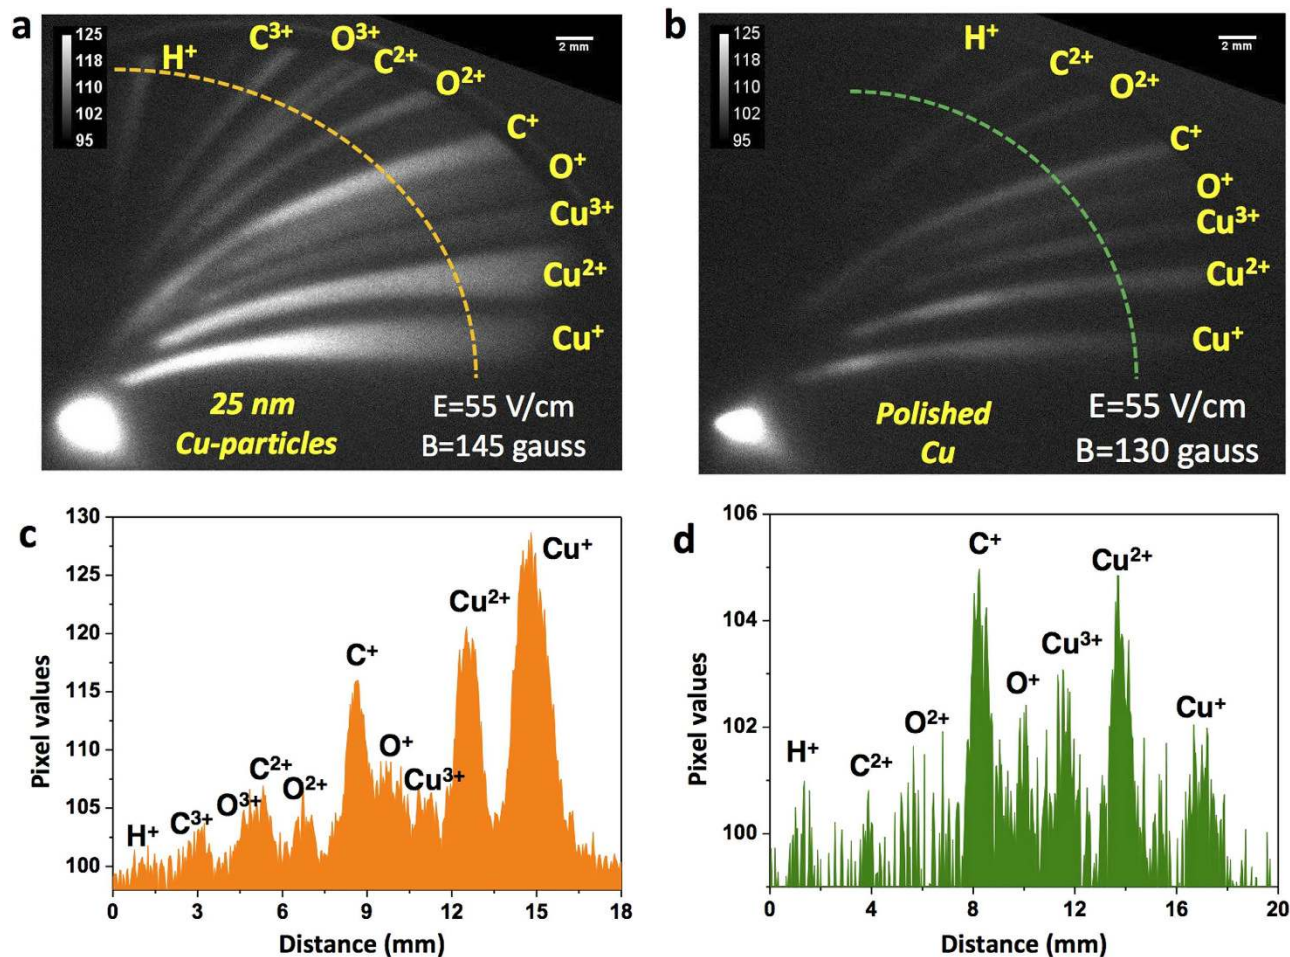 a
125
118
110
102
95
H⁺
C³⁺
O³⁺
C²⁺
O²⁺
C⁺
O⁺
Cu³⁺
Cu²⁺
Cu⁺
2 mm
25 nm
Cu-particles
E=55 V/cm
B=145 gauss
b
125
118
110
102
95
H⁺
C²⁺
O²⁺
C⁺
O⁺
Cu³⁺
Cu²⁺
Cu⁺
2 mm
Polished
Cu
E=55 V/cm
B=130 gauss
c
130
125
120
115
110
105
100
Pixel values
H⁺
C³⁺
O³⁺
C²⁺
O²⁺
C⁺
O⁺
Cu³⁺
Cu²⁺
Cu⁺
0 3 6 9 12 15 18
Distance (mm)
d
106
104
102
100
Pixel values
H⁺
C²⁺
O²⁺
C⁺
O⁺
Cu³⁺
Cu²⁺
Cu⁺
0 4 8 12 16 20
Distance (mm)